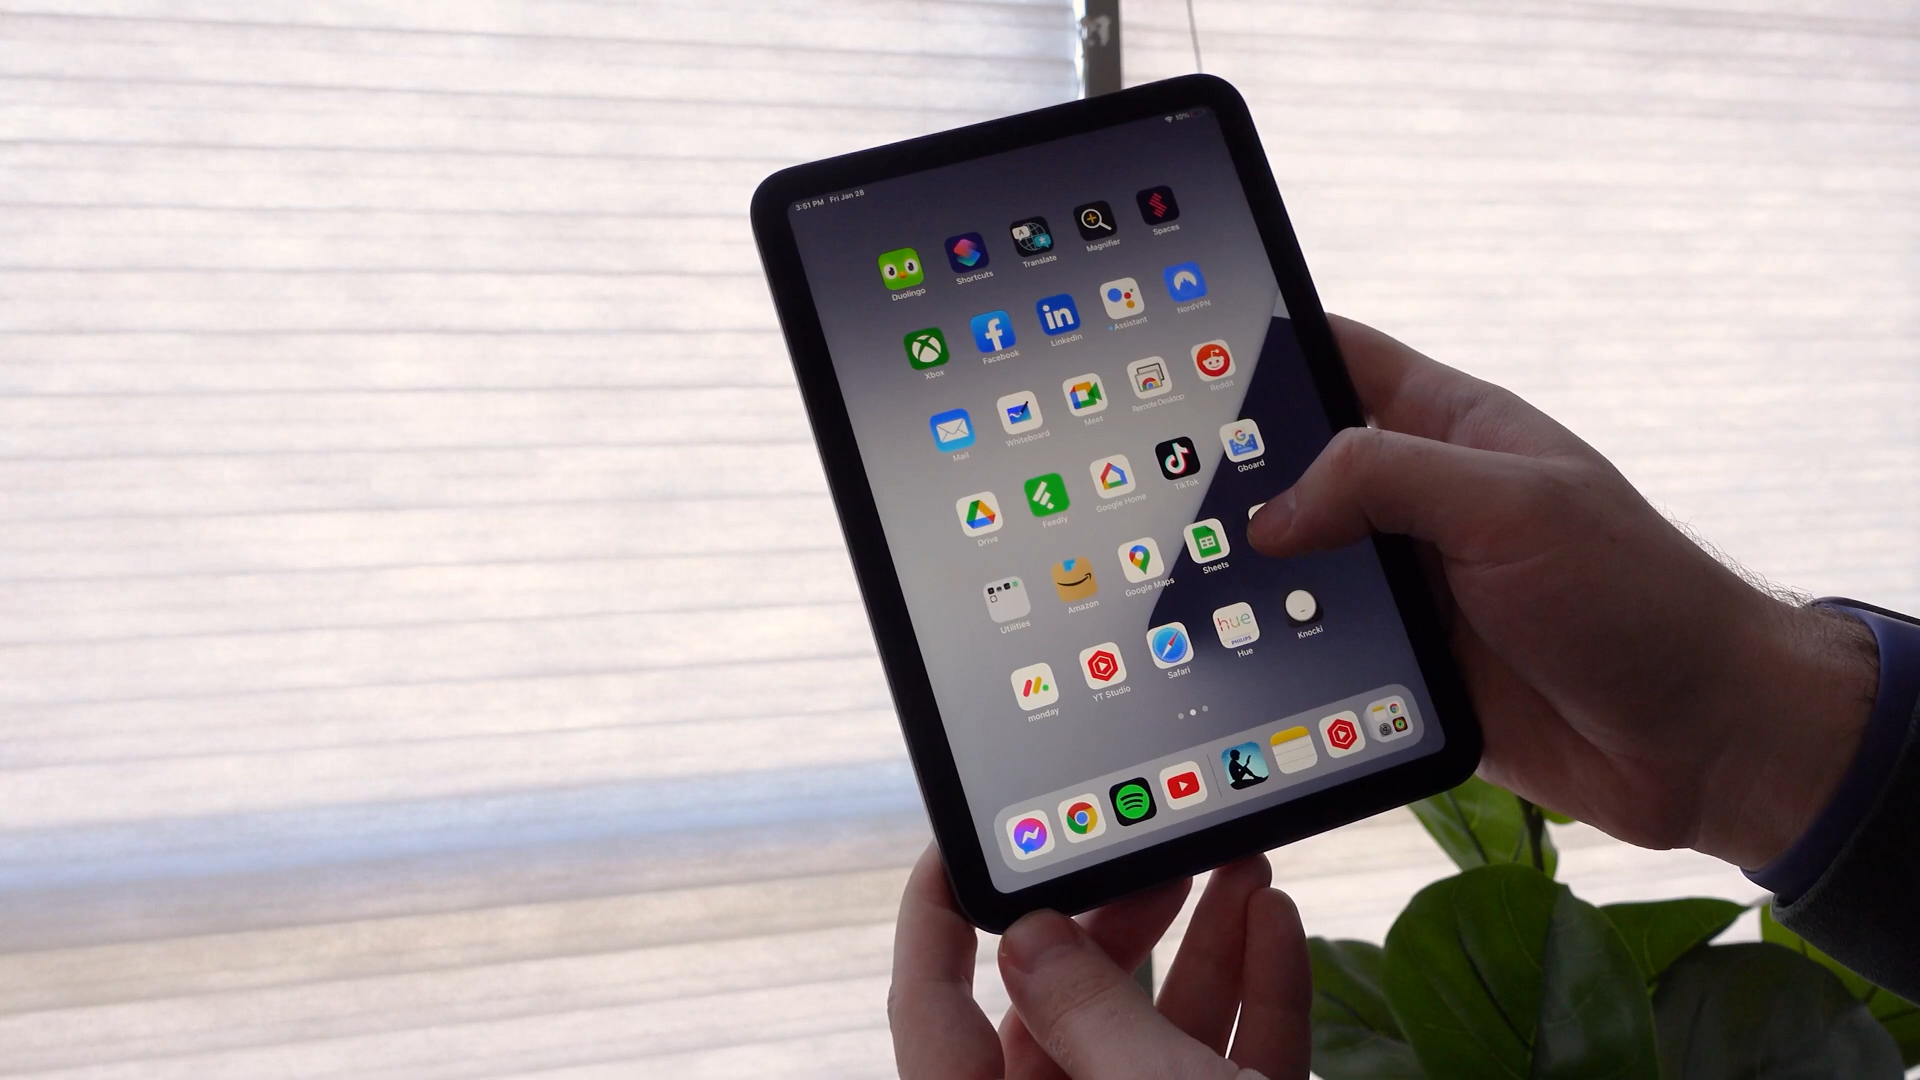 3:51 PM Fri Jan 28
10%
Duolingo
Shortcuts
Translate
Magnifier
Spaces
Xbox
Facebook
LinkedIn
Assistant
NordVPN
Mail
Whiteboard
Meet
Remote Desktop
Reddit
Drive
Feedly
Google Home
TikTok
Gboard
Utilities
Amazon
Google Maps
Sheets
monday
YT Studio
Safari
hue
PHILIPS
Hue
Knocki